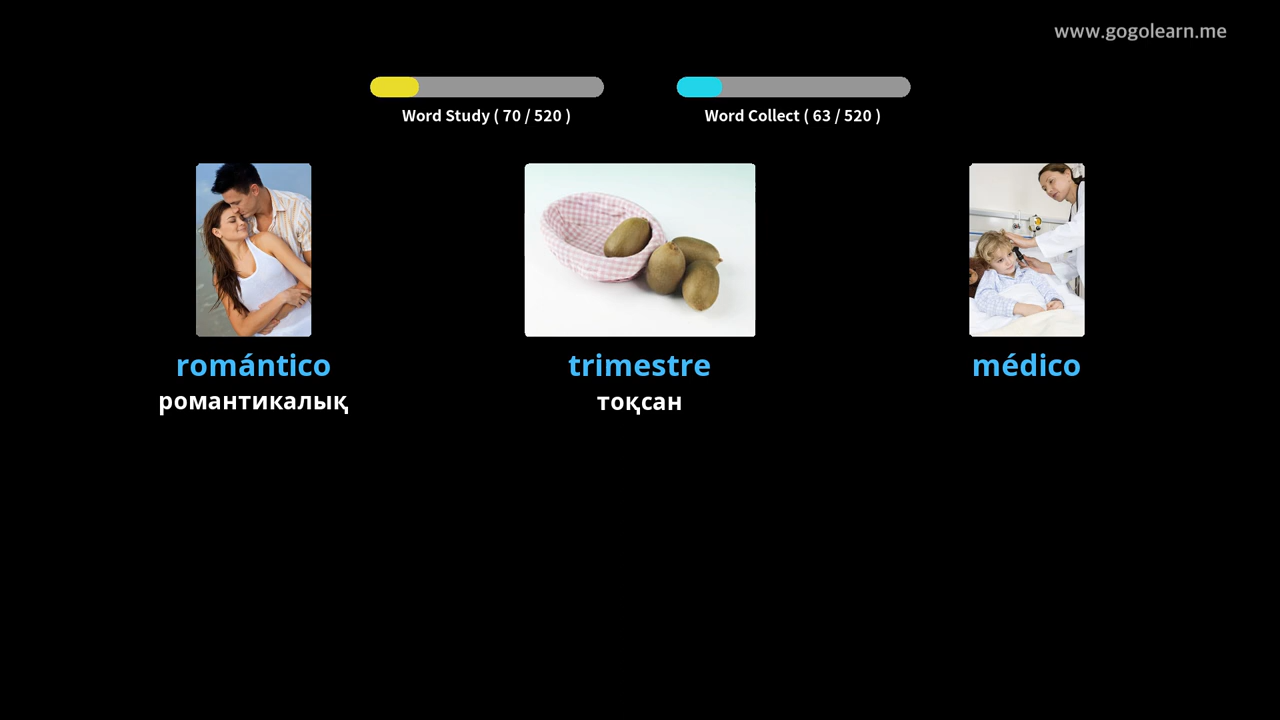 www.gogolearn.me
Word Study ( 70 / 520 )
Word Collect ( 63 / 520 )
romántico
романтикалық
trimestre
тоқсан
médico